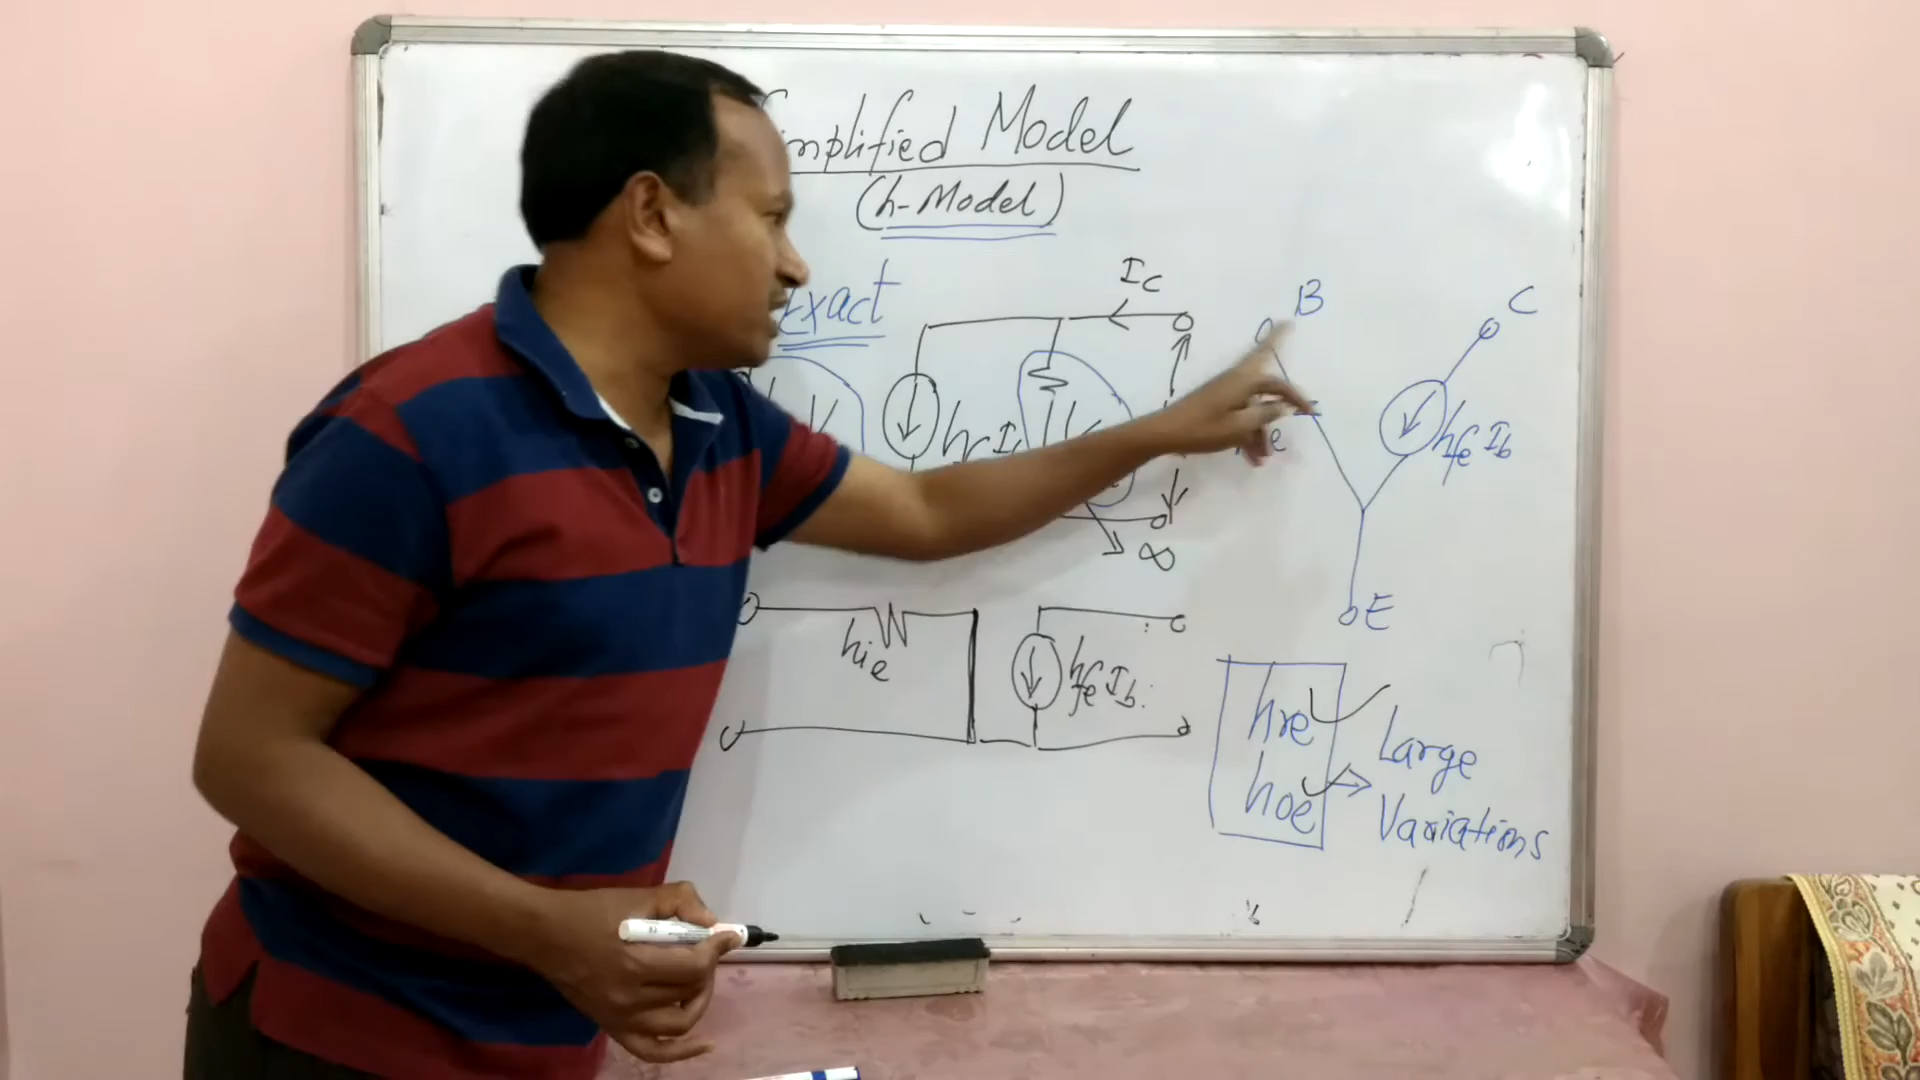 Simplified Model
(h-Model)
Exact
Ic
B
C
hfe Ib
∞
E
hie
hfe Ib
hre
hoe
Large
Variations